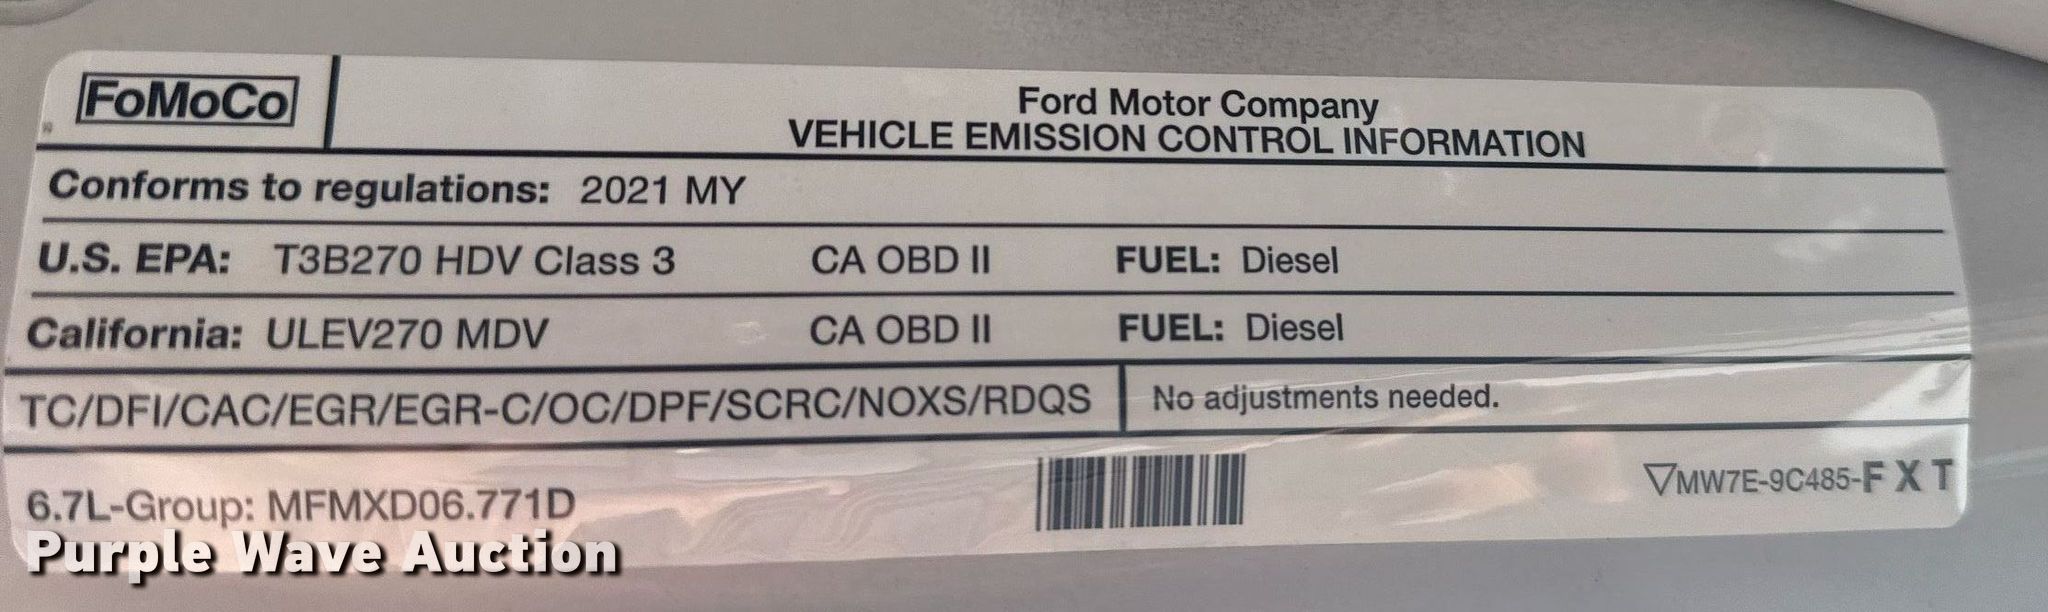 FoMoCo
Ford Motor Company
VEHICLE EMISSION CONTROL INFORMATION
Conforms to regulations: 2021 MY
U.S. EPA: T3B270 HDV Class 3 CA OBD II FUEL: Diesel
California: ULEV270 MDV CA OBD II FUEL: Diesel
TC/DFI/CAC/EGR/EGR-C/OC/DPF/SCRC/NOXS/RDQS No adjustments needed.
6.7L-Group: MFMXD06.771D
▽MW7E-9C485-F X T
Purple Wave Auction